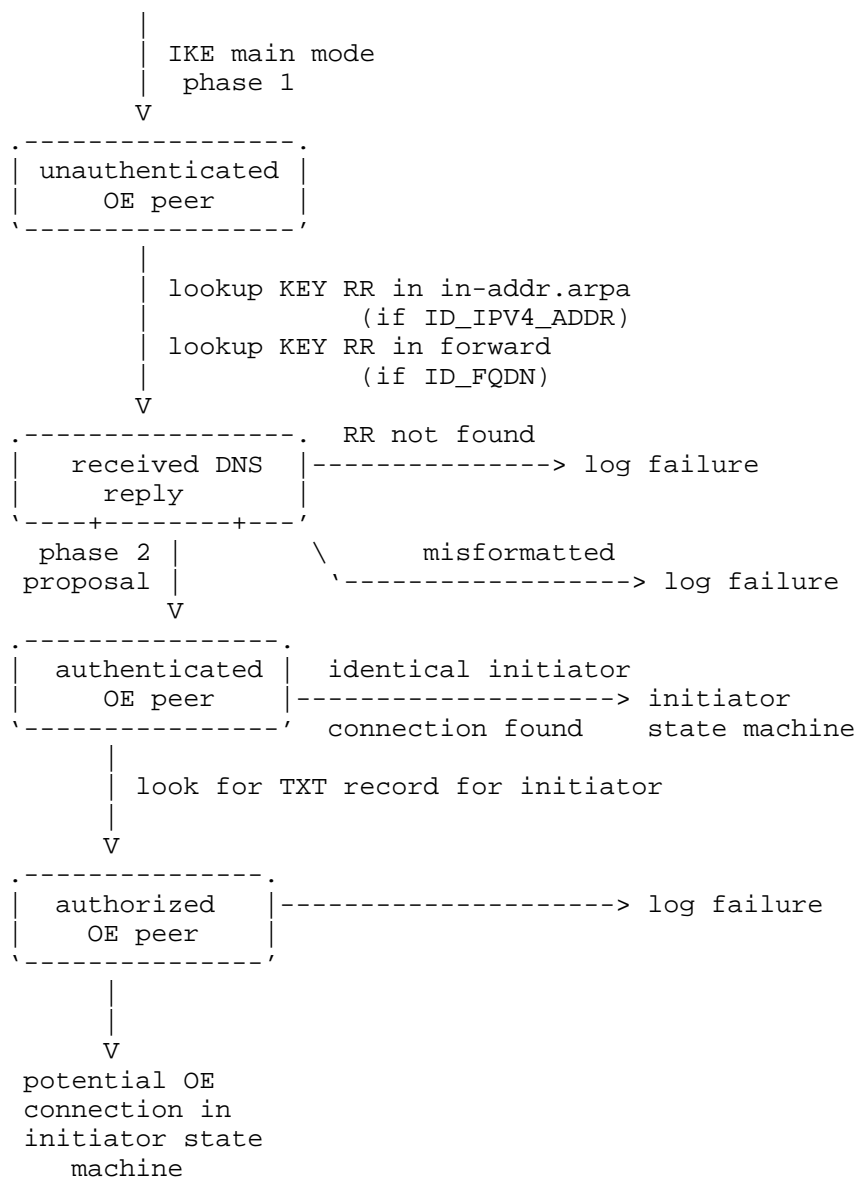 IKE main mode
phase 1
V
unauthenticated
OE peer
lookup KEY RR in in-addr.arpa
(if ID_IPV4_ADDR)
lookup KEY RR in forward
(if ID_FQDN)
V
RR not found
received DNS ---------------> log failure
reply
phase 2 misformatted
proposal '------------------> log failure
V
authenticated identical initiator
OE peer --------------------> initiator
connection found state machine
look for TXT record for initiator
V
authorized ---------------------> log failure
OE peer
V
potential OE
connection in
initiator state
machine